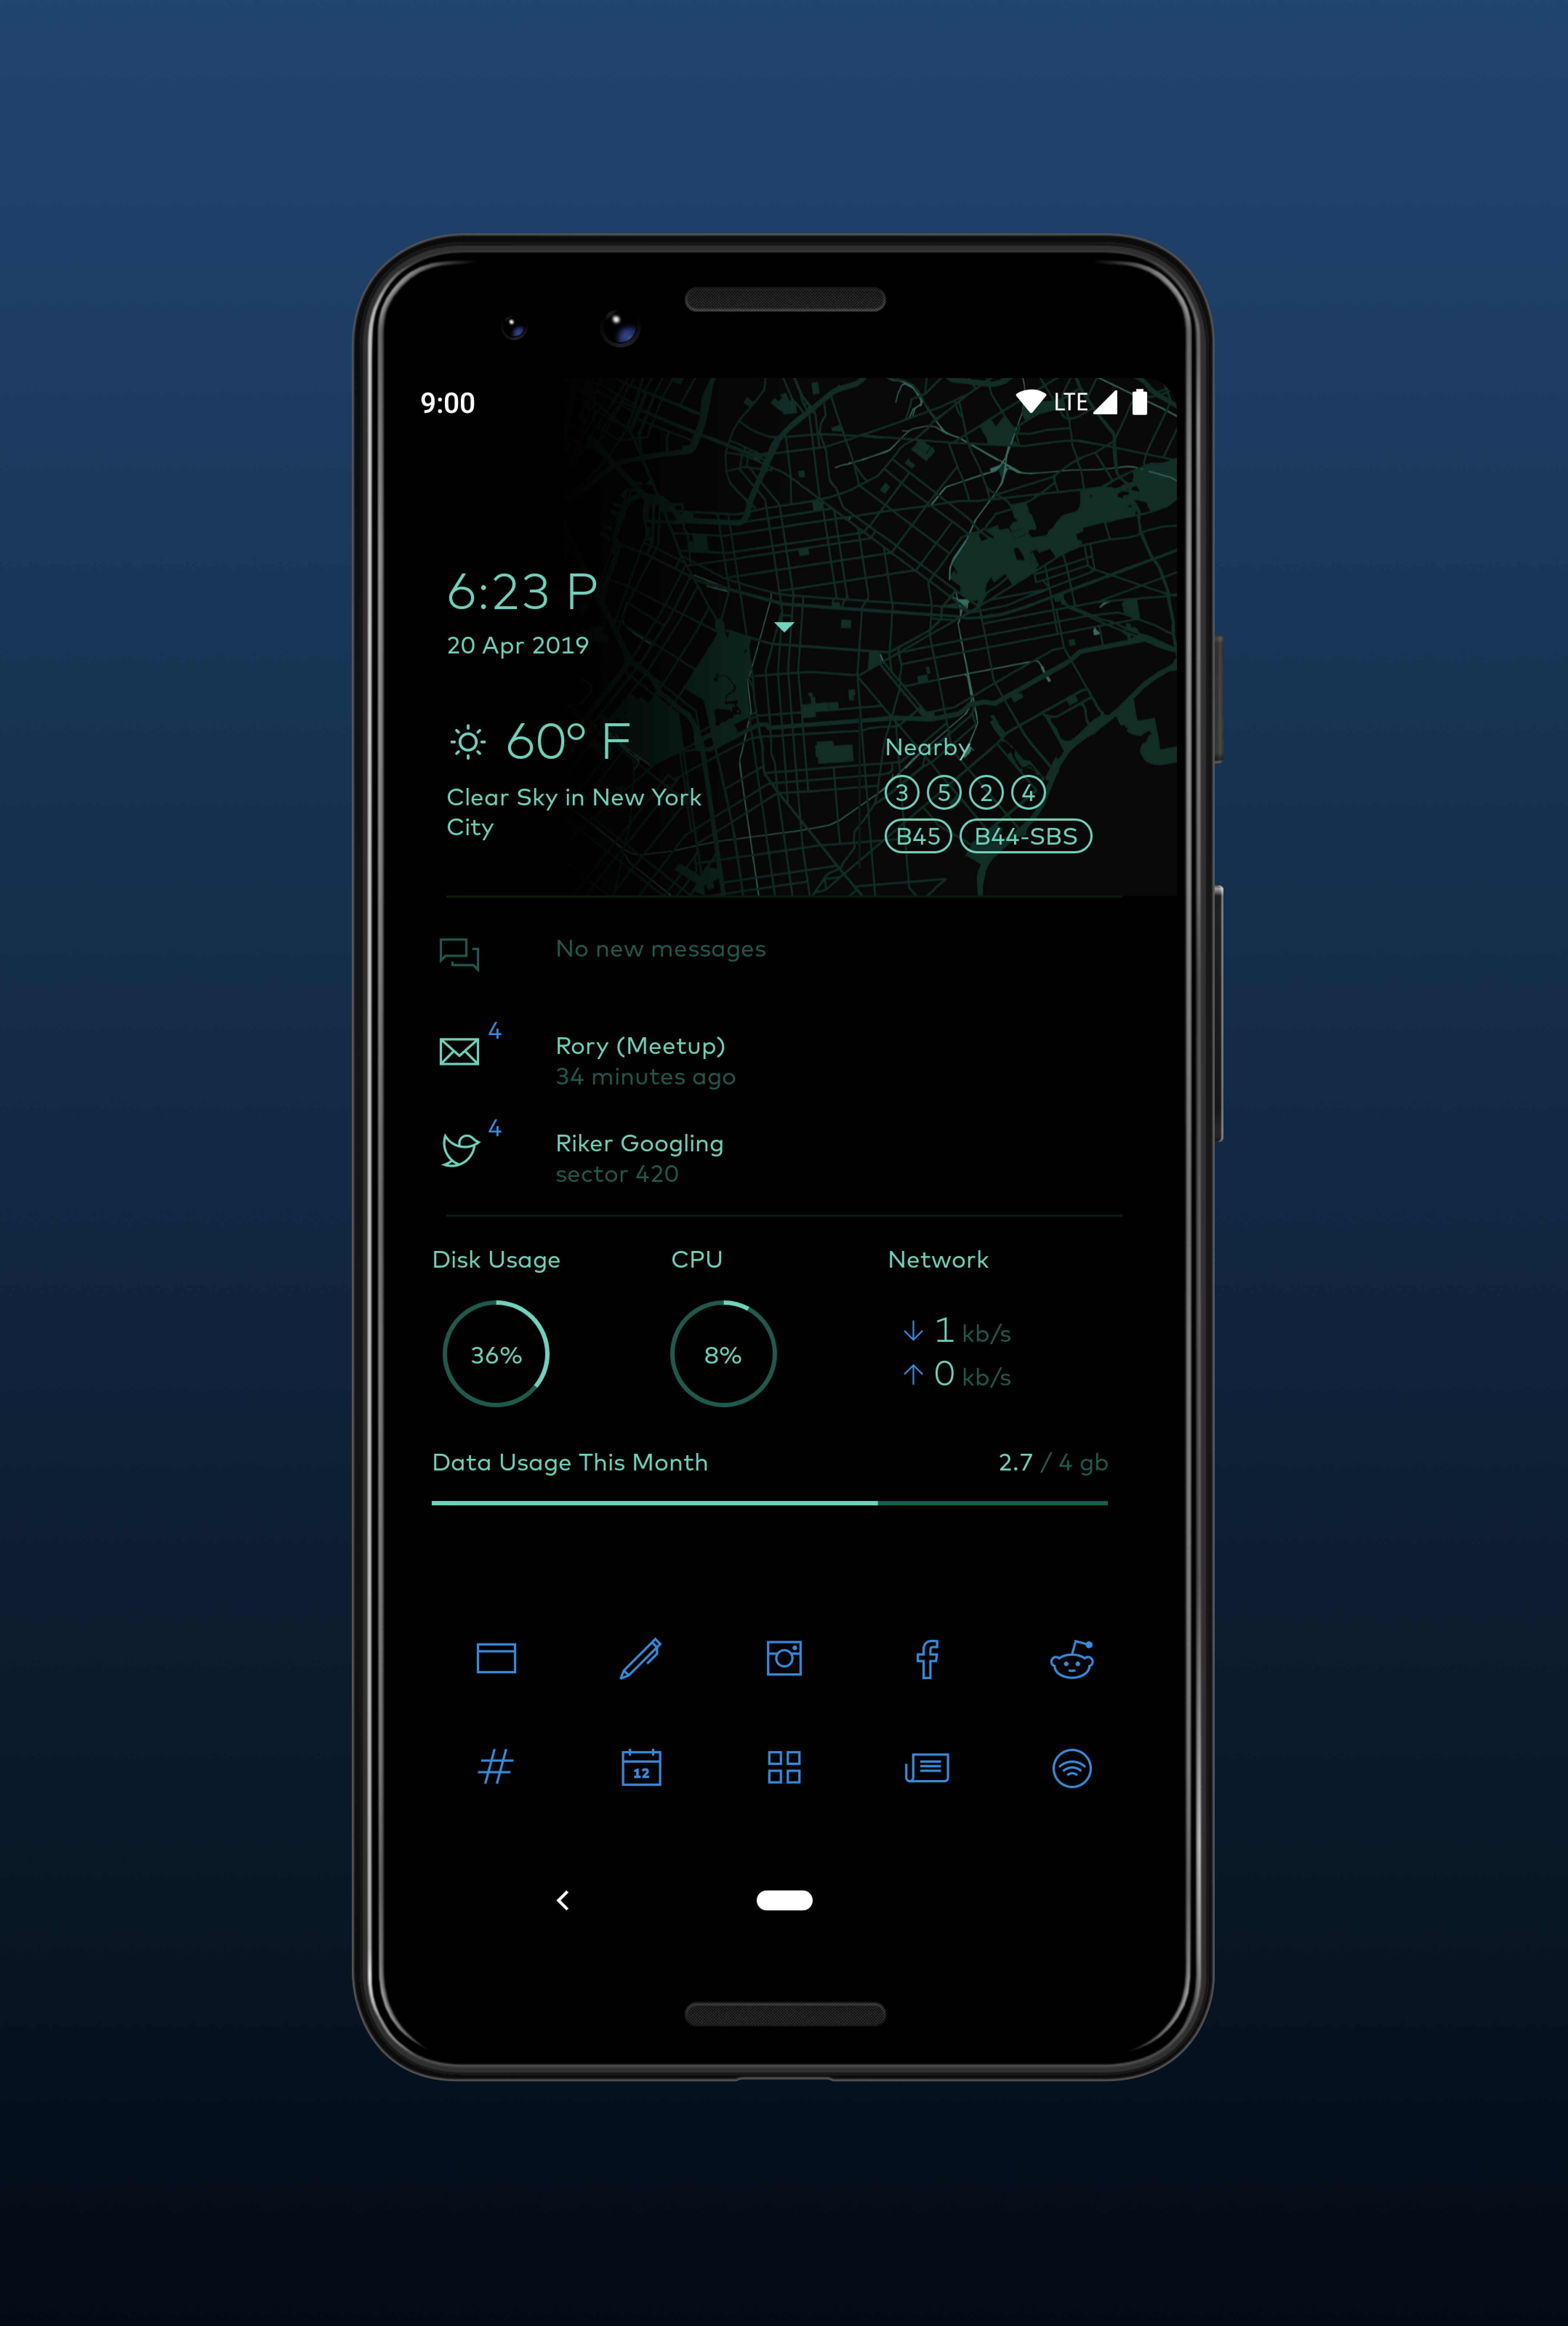 9:00 LTE
6:23 P
20 Apr 2019
60° F
Clear Sky in New York
City
Nearby
3 5 2 4
B45 B44-SBS
No new messages
4
Rory (Meetup)
34 minutes ago
4
Riker Googling
sector 420
Disk Usage CPU Network
36% 8%
1 kb/s
0 kb/s
Data Usage This Month 2.7 / 4 gb
12